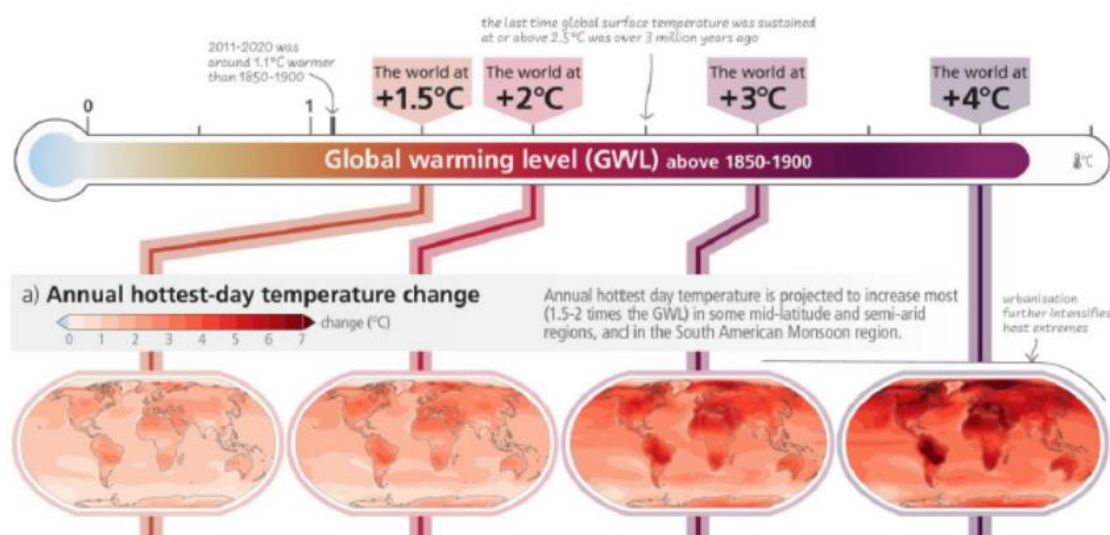 the last time global surface temperature was sustained
at or above 2.5°C was over 3 million years ago
2011-2020 was
around 1.1°C warmer
than 1850-1900
The world at
+1.5°C
The world at
+2°C
The world at
+3°C
The world at
+4°C
0
1
Global warming level (GWL) above 1850-1900
°C
a) Annual hottest-day temperature change
Annual hottest day temperature is projected to increase most
(1.5-2 times the GWL) in some mid-latitude and semi-arid
regions, and in the South American Monsoon region.
change (°C)
0 1 2 3 4 5 6 7
urbanisation
further intensifies
heat extremes